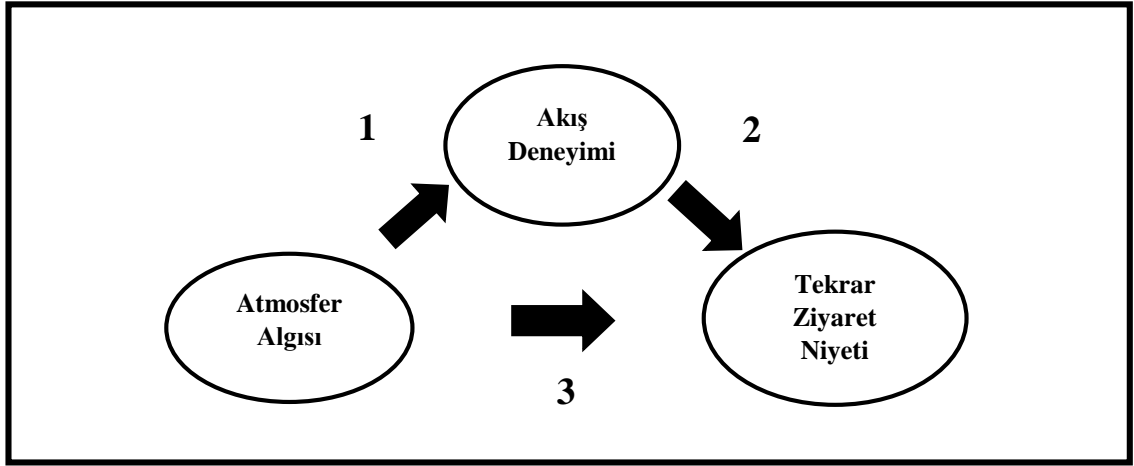 1
Akış
Deneyimi
2
Atmosfer
Algısı
Tekrar
Ziyaret
Niyeti
3